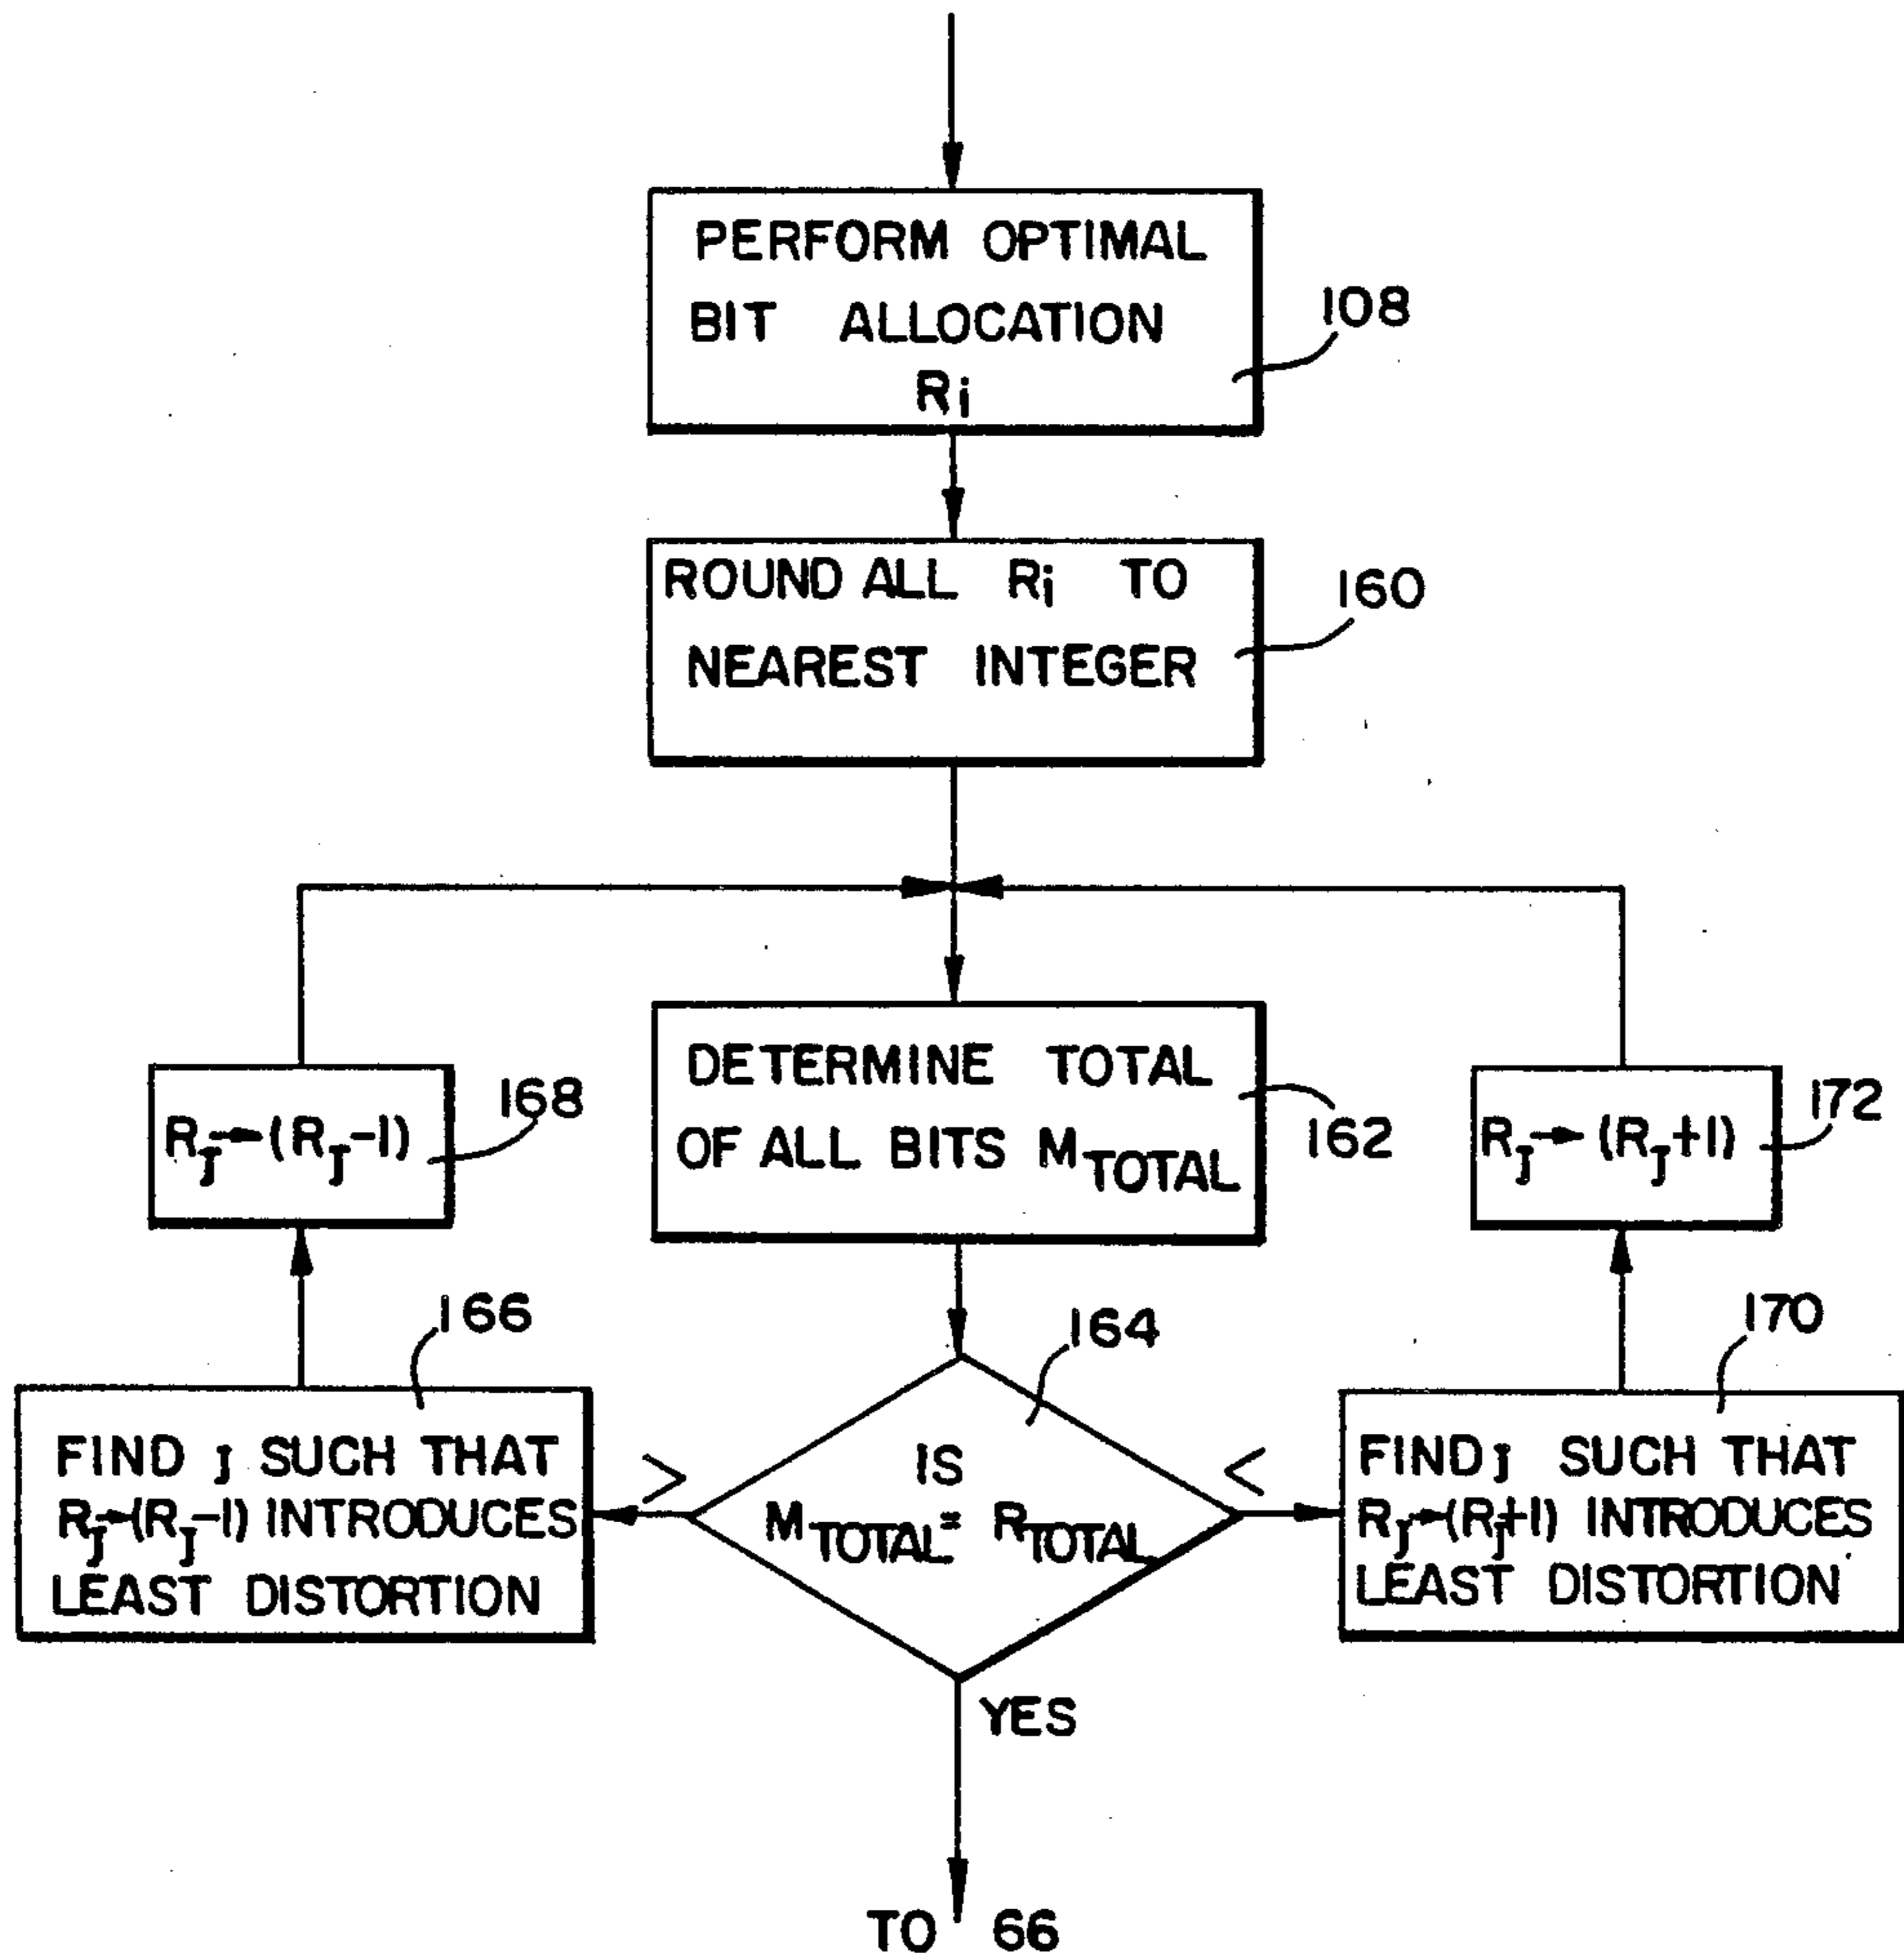 PERFORM OPTIMAL
BIT ALLOCATION
Ri
108
ROUND ALL Ri TO
NEAREST INTEGER
160
DETERMINE TOTAL
OF ALL BITS MTOTAL
162
RJ→(RJ-1)
168
RJ→(RJ+1)
172
166
FIND J SUCH THAT
RJ→(RJ-1) INTRODUCES
LEAST DISTORTION
>
164
IS
MTOTAL= RTOTAL
<
170
FIND J SUCH THAT
RJ→(RJ+1) INTRODUCES
LEAST DISTORTION
YES
TO 66